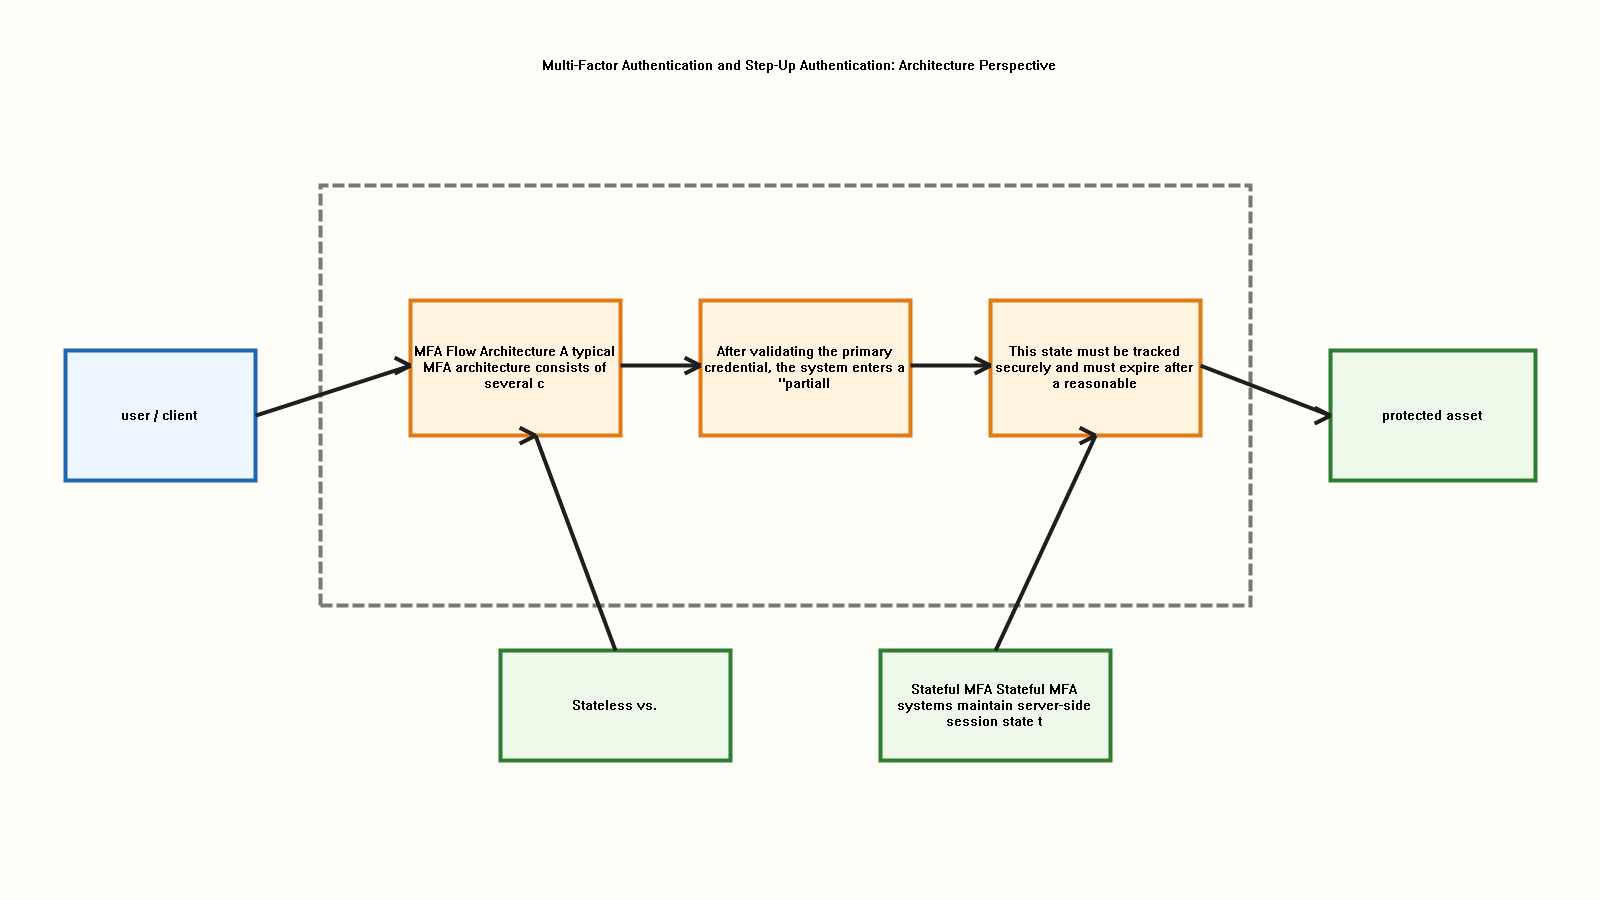 Multi-Factor Authentication and Step-Up Authentication: Architecture Perspective
user / client
MFA Flow Architecture A typical
MFA architecture consists of
several c
After validating the primary
credential, the system enters a
"partiall
This state must be tracked
securely and must expire after
a reasonable
protected asset
Stateless vs.
Stateful MFA Stateful MFA
systems maintain server-side
session state t